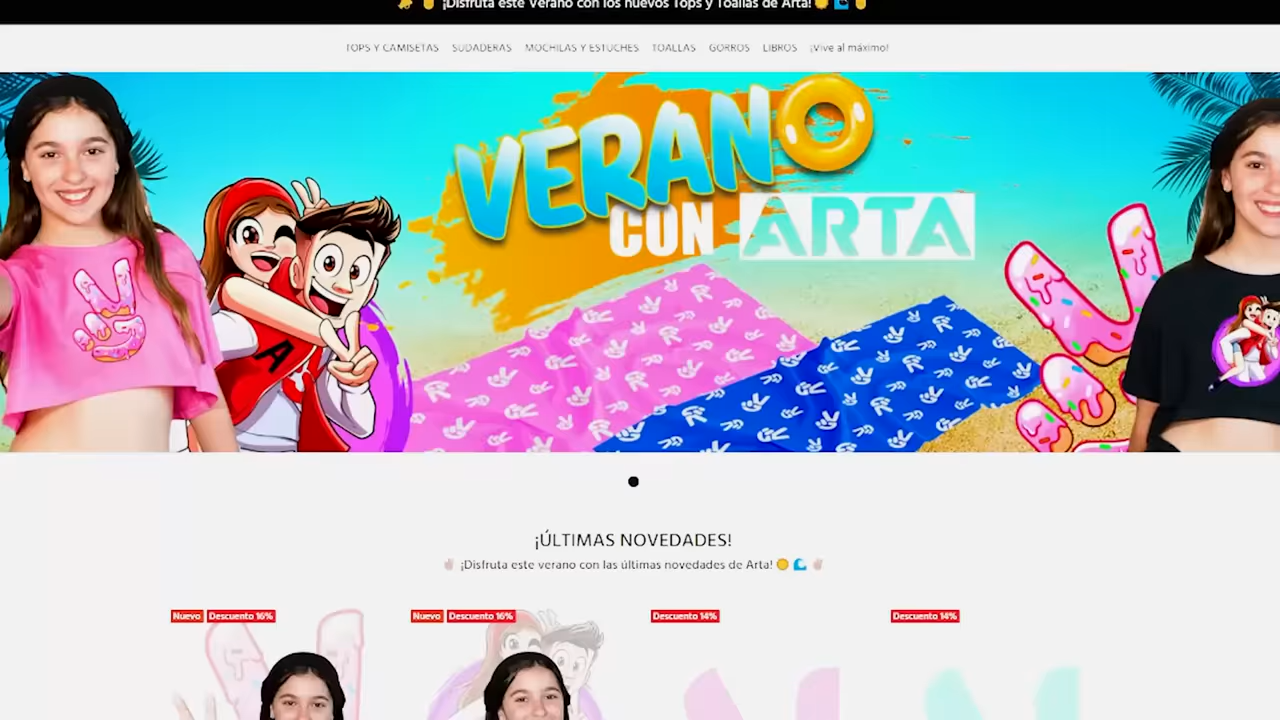 ¡Disfruta este Verano con los nuevos Tops y Toallas de Arta!
TOPS Y CAMISETAS SUDADERAS MOCHILAS Y ESTUCHES TOALLAS GORROS LIBROS ¡Vive al máximo!
VERANO
CON ARTA
A
¡ÚLTIMAS NOVEDADES!
¡Disfruta este verano con las últimas novedades de Arta!
Nuevo Descuento 16% Nuevo Descuento 16% Descuento 14% Descuento 14%